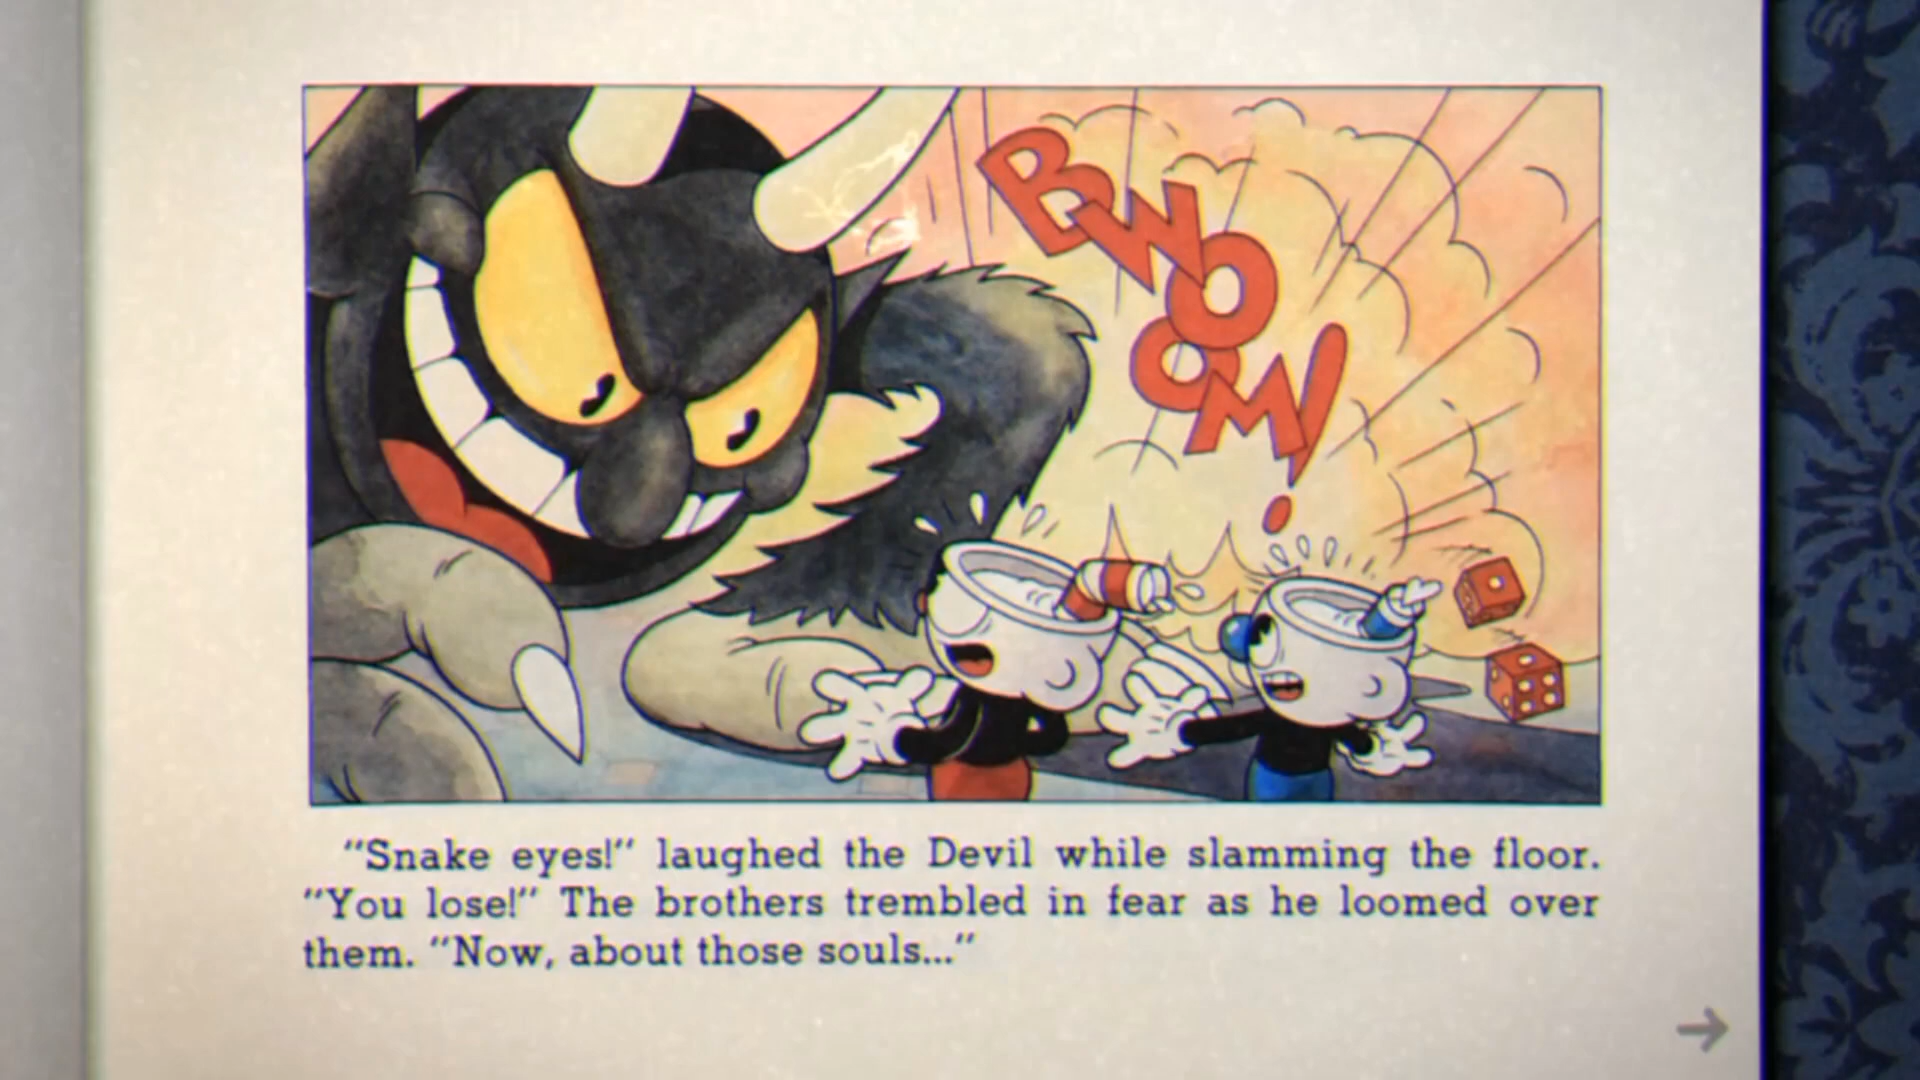 BWOOM!
“Snake eyes!” laughed the Devil while slamming the floor.
“You lose!” The brothers trembled in fear as he loomed over
them. “Now, about those souls...”